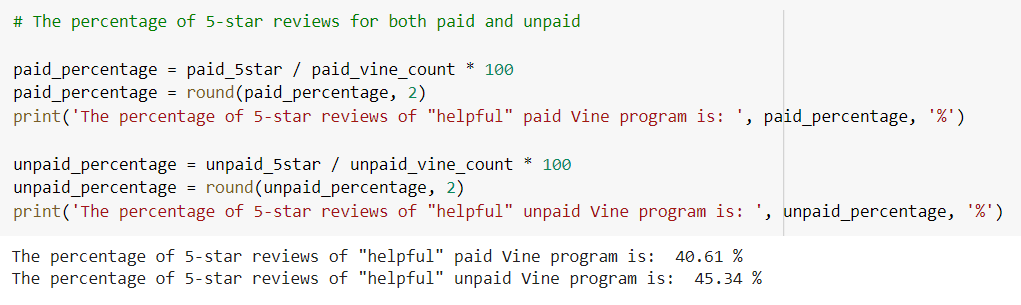 # The percentage of 5-star reviews for both paid and unpaid
paid_percentage = paid_5star / paid_vine_count * 100
paid_percentage = round(paid_percentage, 2)
print('The percentage of 5-star reviews of "helpful" paid Vine program is: ', paid_percentage, '%')
unpaid_percentage = unpaid_5star / unpaid_vine_count * 100
unpaid_percentage = round(unpaid_percentage, 2)
print('The percentage of 5-star reviews of "helpful" unpaid Vine program is: ', unpaid_percentage, '%')
The percentage of 5-star reviews of "helpful" paid Vine program is:  40.61 %
The percentage of 5-star reviews of "helpful" unpaid Vine program is:  45.34 %